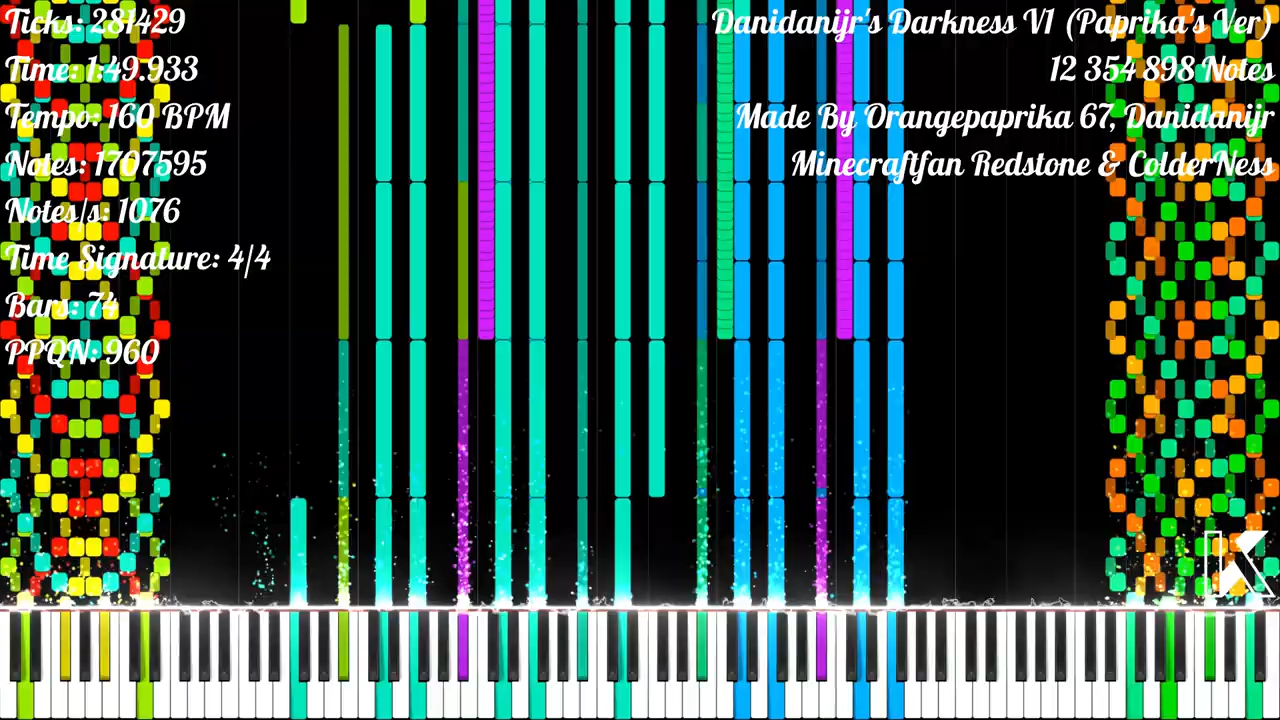 Ticks: 281429
Time: 1:49.933
Tempo: 160 BPM
Notes: 1707595
Notes/s: 1076
Time Signature: 4/4
Bars: 74
PPQN: 960
Danidanijr's Darkness V1 (Paprika's Ver)
12 354 898 Notes
Made By Orangepaprika 67, Danidanijr
Minecraftfan Redstone & ColderNess
K